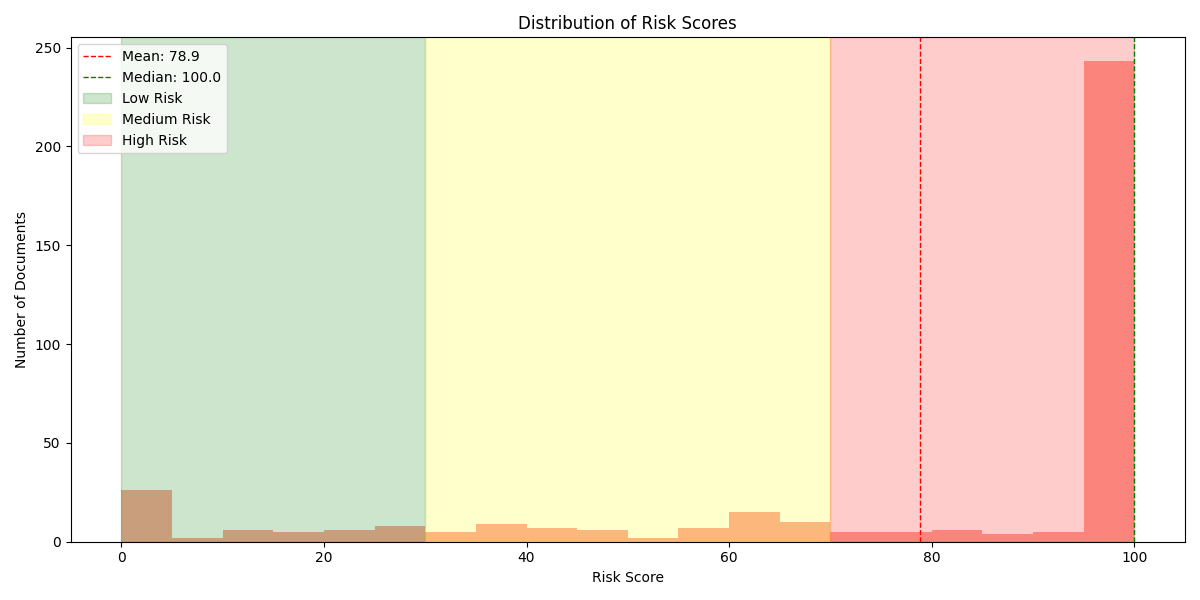 Distribution of Risk Scores
Mean: 78.9
Median: 100.0
Low Risk
Medium Risk
High Risk
Number of Documents
250
200
150
100
50
0
0 20 40 60 80 100
Risk Score